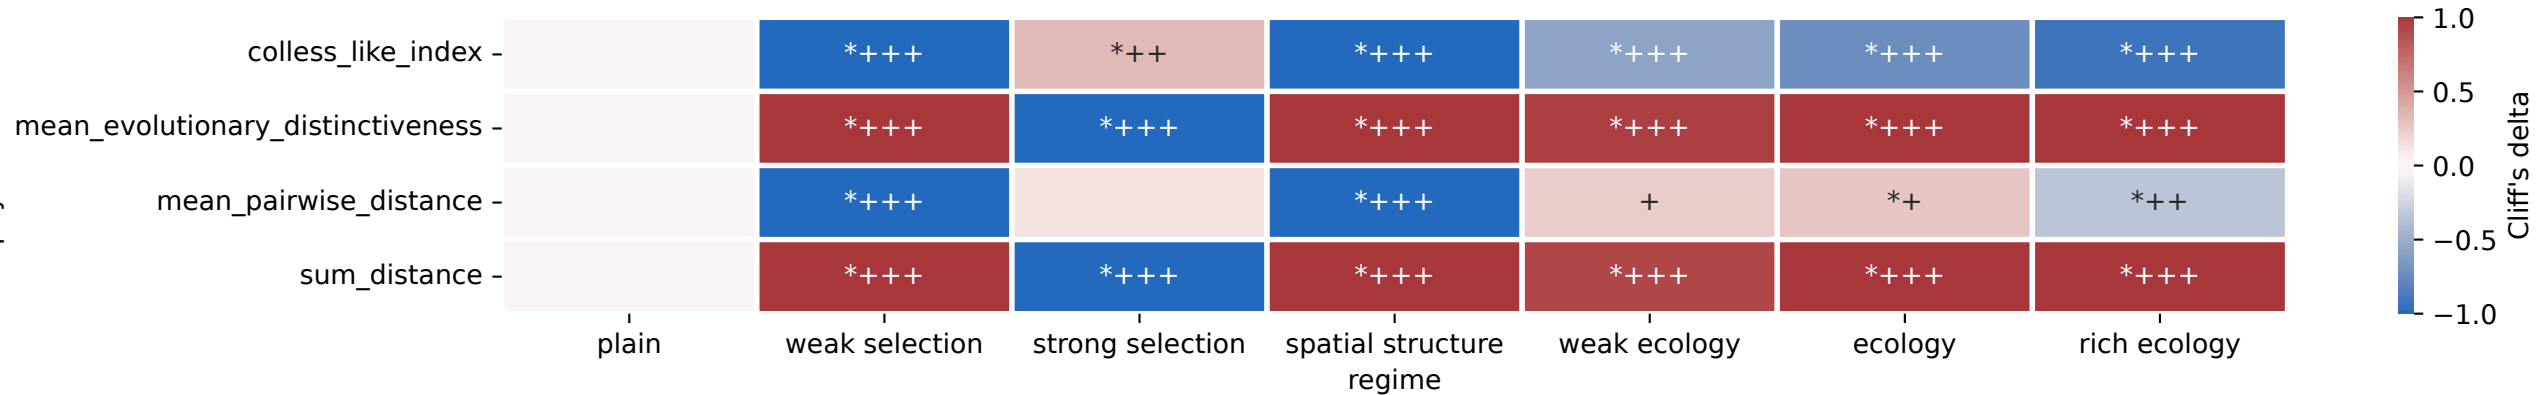 colless_like_index *+++ *++ *+++ *+++ *+++ *+++
mean_evolutionary_distinctiveness *+++ *+++ *+++ *+++ *+++ *+++
mean_pairwise_distance *+++ *+++ + *+ *++
sum_distance *+++ *+++ *+++ *+++ *+++ *+++
plain weak selection strong selection spatial structure weak ecology ecology rich ecology
regime
1.0
0.5
0.0
−0.5
−1.0
Cliff's delta